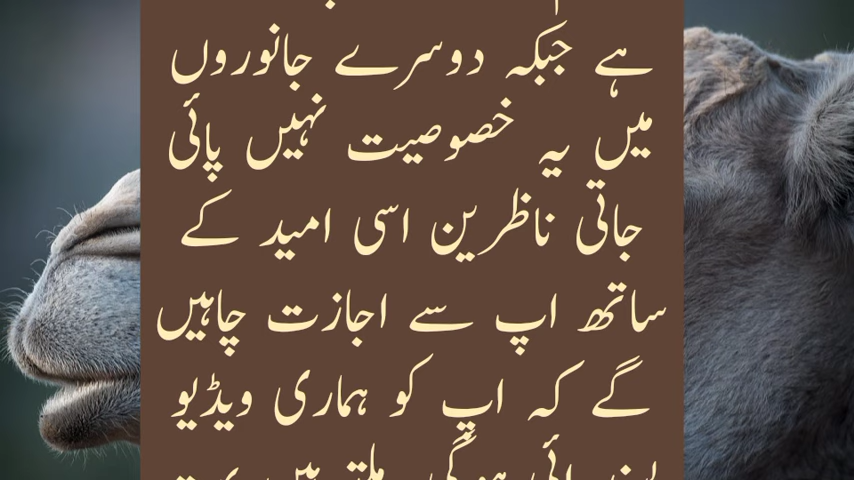 ہے جبکہ دوسرے جانوروں
میں یہ خصوصیت نہیں پائی
جاتی ناظرین اسی امید کے
ساتھ اپ سے اجازت چاہیں
گے کہ اپ کو ہماری ویڈیو